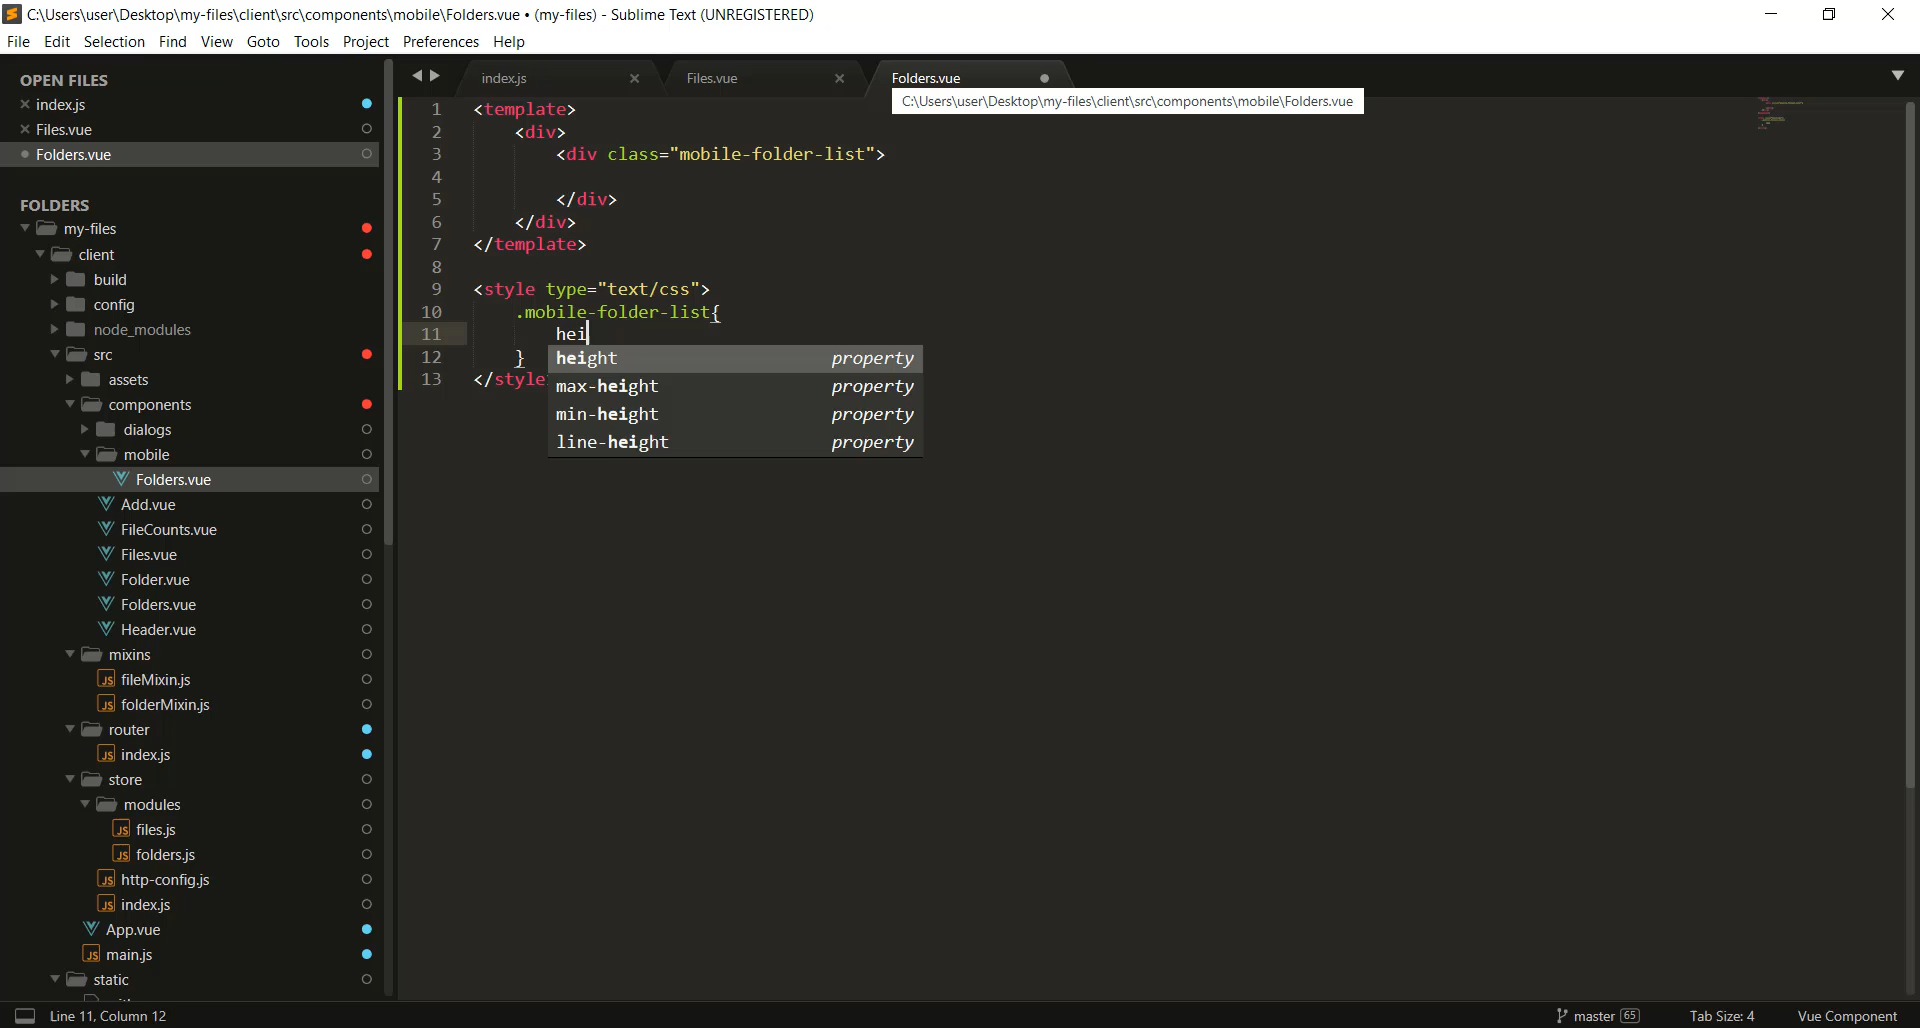 C:\Users\user\Desktop\my-files\client\src\components\mobile\Folders.vue • (my-files) - Sublime Text (UNREGISTERED)
File Edit Selection Find View Goto Tools Project Preferences Help
OPEN FILES
index.js
Files.vue
Folders.vue
FOLDERS
my-files
client
build
config
node_modules
src
assets
components
dialogs
mobile
Folders.vue
Add.vue
FileCounts.vue
Files.vue
Folder.vue
Folders.vue
Header.vue
mixins
JS fileMixin.js
JS folderMixin.js
router
JS index.js
store
modules
JS files.js
JS folders.js
JS http-config.js
JS index.js
App.vue
JS main.js
static
index.js Files.vue Folders.vue
C:\Users\user\Desktop\my-files\client\src\components\mobile\Folders.vue
1 <template>
2 <div>
3 <div class="mobile-folder-list">
4
5 </div>
6 </div>
7 </template>
8
9 <style type="text/css">
10 .mobile-folder-list{
11 hei
12 }
13 </style
height property
max-height property
min-height property
line-height property
Line 11, Column 12
master 65 Tab Size: 4 Vue Component